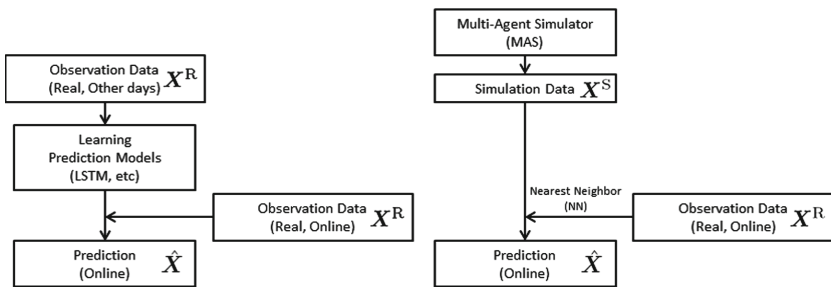 Observation Data
(Real, Other days) X^R
Learning
Prediction Models
(LSTM, etc)
Observation Data
(Real, Online) X^R
Prediction
(Online) X̂
Multi-Agent Simulator
(MAS)
Simulation Data X^S
Nearest Neighbor
(NN)
Observation Data
(Real, Online) X^R
Prediction
(Online) X̂